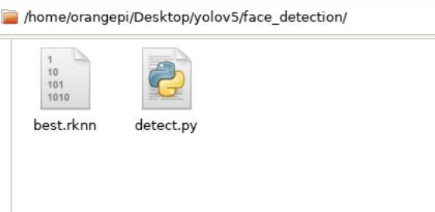 /home/orangepi/Desktop/yolov5/face_detection/
1
10
101
1010
best.rknn
detect.py